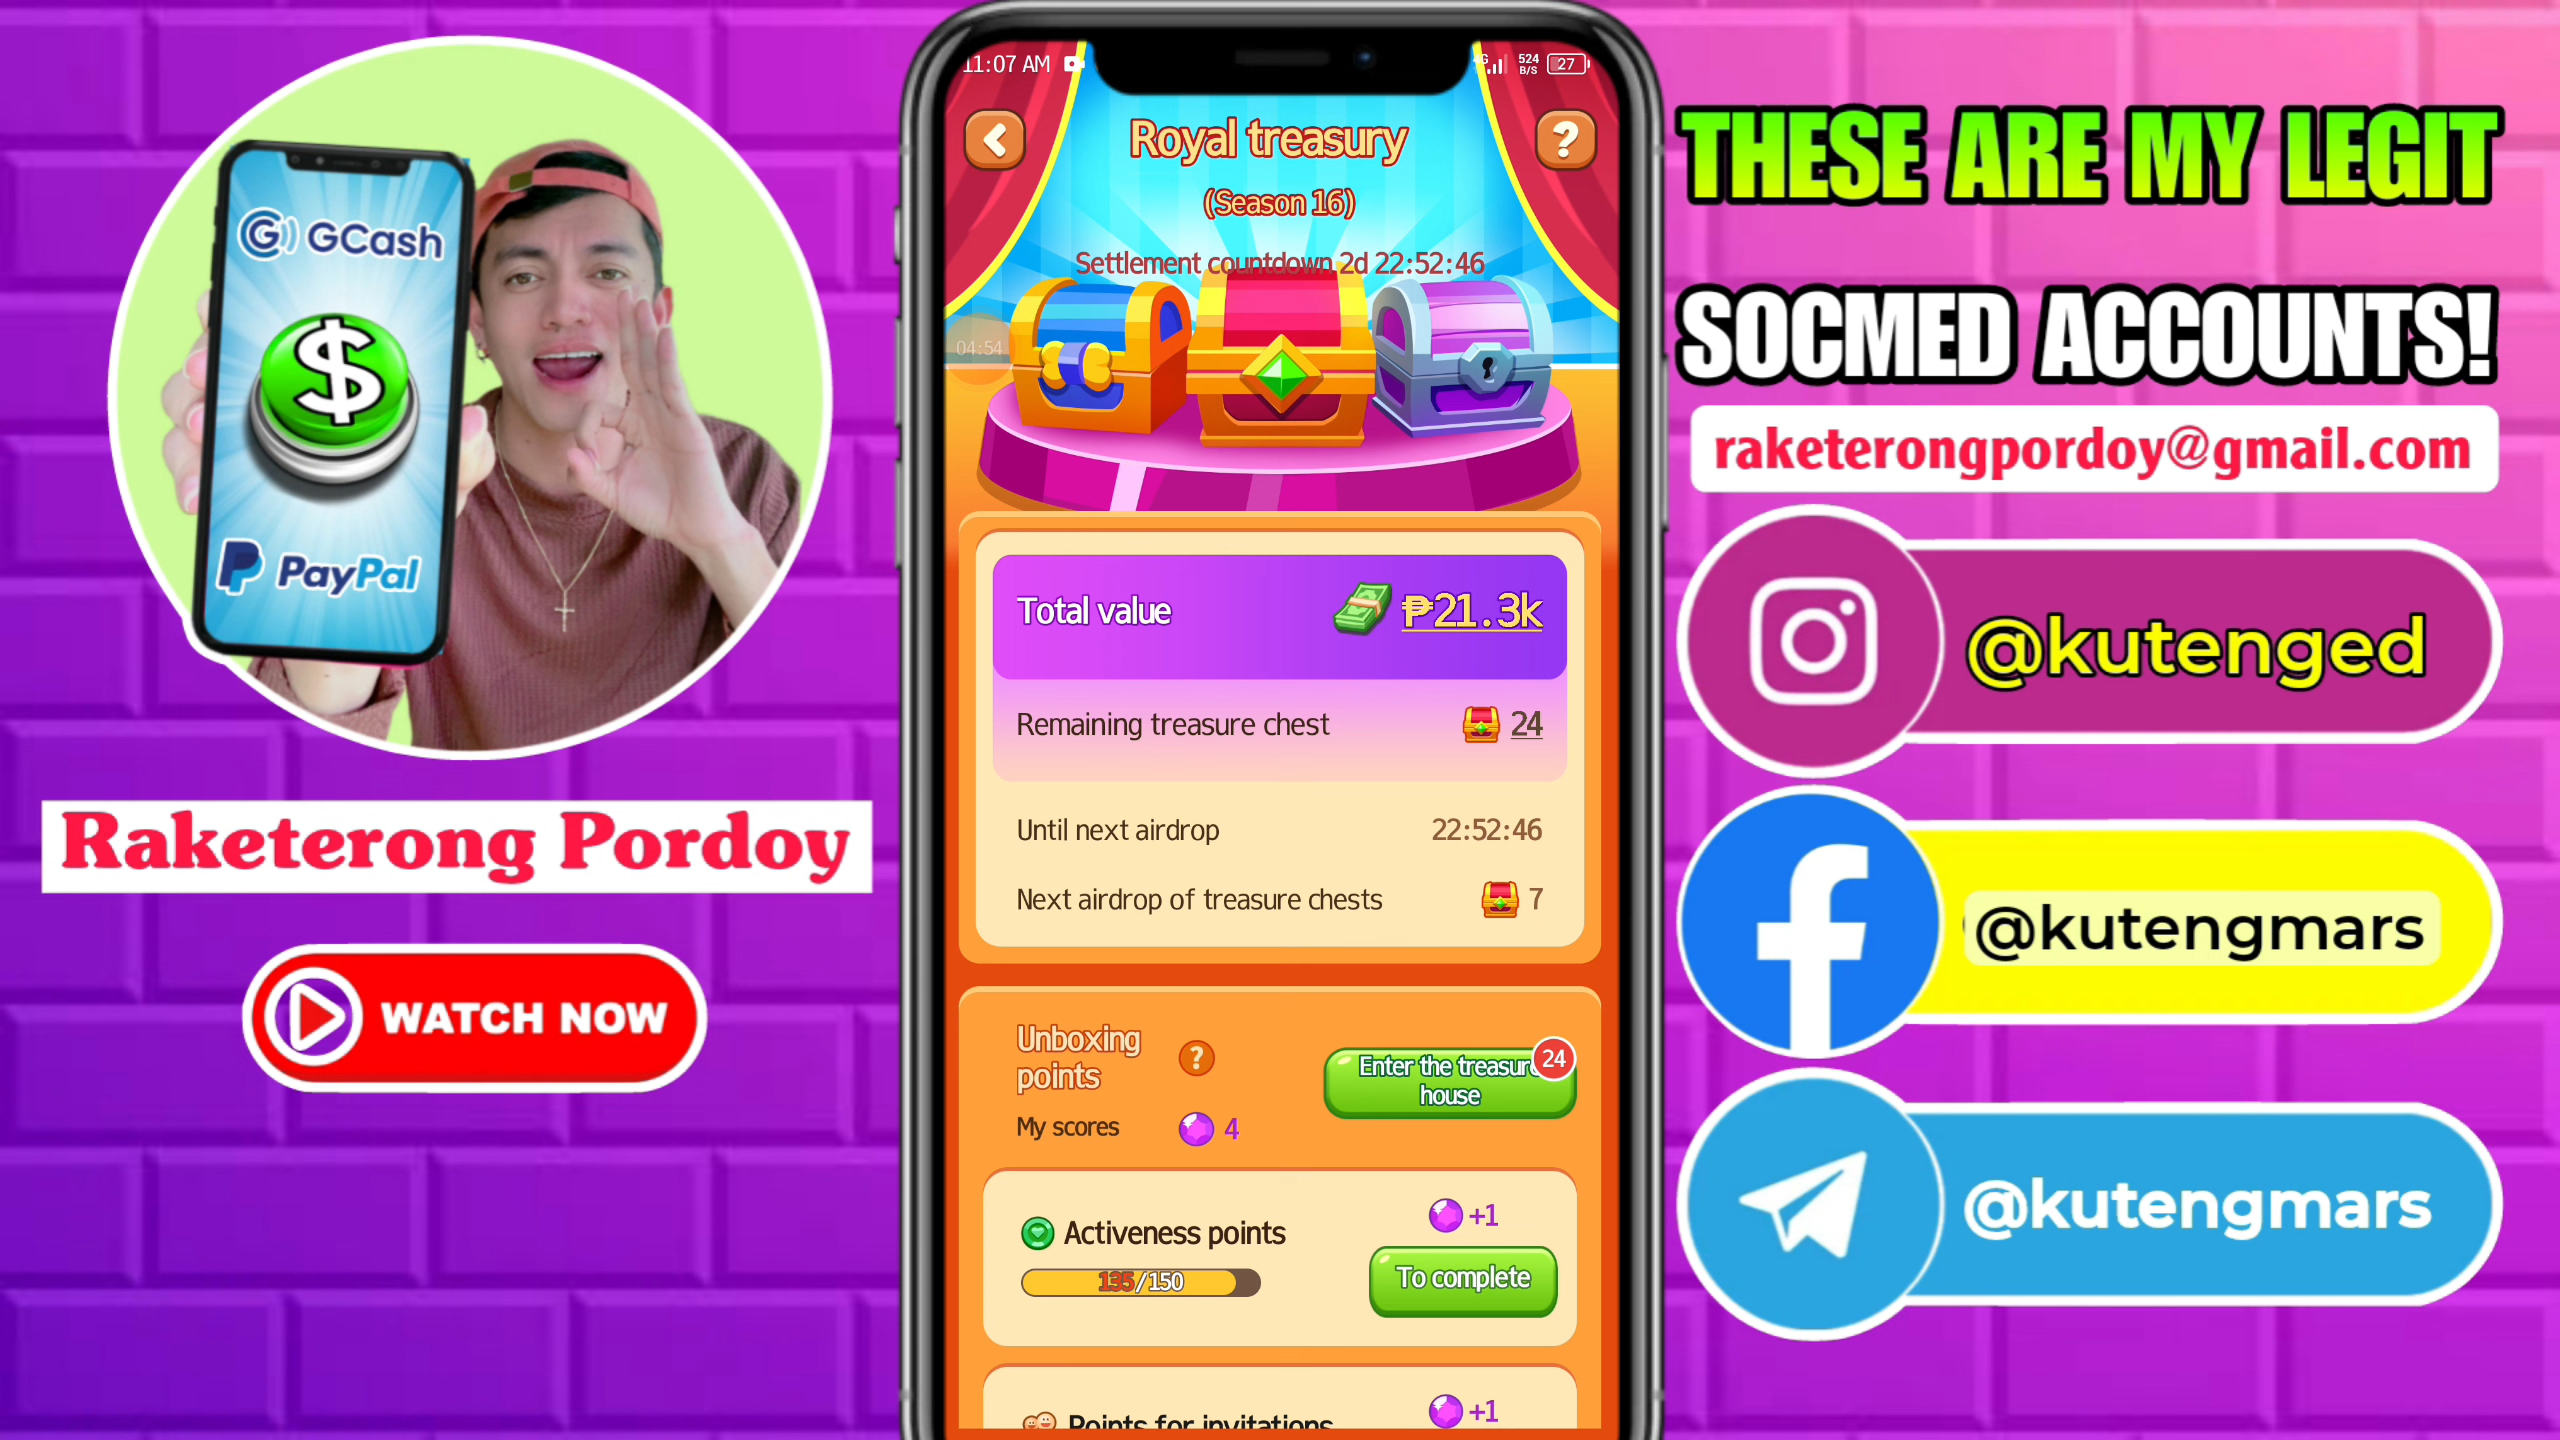 GCash
$
PayPal
Raketerong Pordoy
WATCH NOW
11:07 AM
524
B/S
27
Royal treasury
(Season 16)
Settlement countdown 2d 22:52:46
04:54
Total value
₱21.3k
Remaining treasure chest
24
Until next airdrop
22:52:46
Next airdrop of treasure chests
7
Unboxing
points
?
Enter the treasure
house
24
My scores
4
Activeness points
135/150
+1
To complete
Points for invitations
+1
THESE ARE MY LEGIT
SOCMED ACCOUNTS!
raketerongpordoy@gmail.com
@kutenged
@kutengmars
@kutengmars